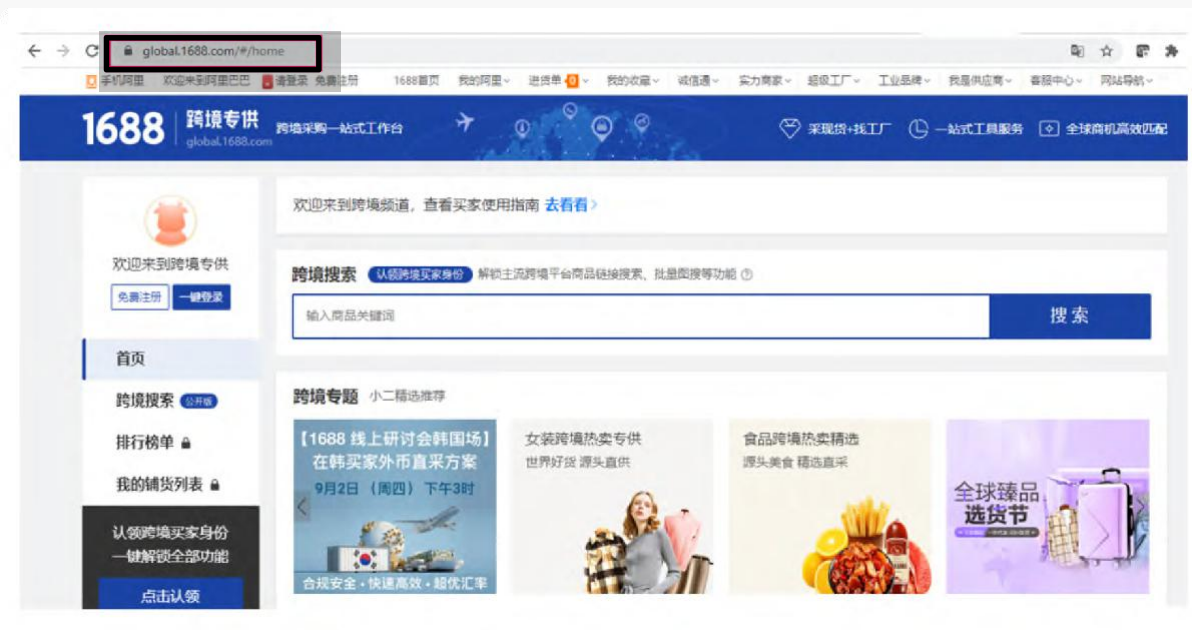 global.1688.com/#/home
手机阿里 欢迎来到阿里巴巴 请登录 免费注册 1688首页 我的阿里 进货单 0 我的收藏 诚信通 实力商家 超级工厂 工业品牌 我是供应商 客服中心 网站导航
1688 跨境专供 global.1688.com 跨境采购一站式工作台 采现货+找工厂 一站式工具服务 全球商机高效匹配
欢迎来到跨境频道，查看买家使用指南 去看看
欢迎来到跨境专供
免费注册 一键登录
跨境搜索 认领跨境买家身份 解锁主流跨境平台商品链接搜索、批量图搜等功能
输入商品关键词 搜索
首页
跨境搜索 公开版
排行榜单
我的铺货列表
认领跨境买家身份
一键解锁全部功能
点击认领
跨境专题 小二精选推荐
【1688 线上研讨会韩国场】
在韩买家外币直采方案
9月2日 （周四） 下午3时
合规安全·快速高效·超优汇率
女装跨境热卖专供
世界好货 源头直供
食品跨境热卖精选
源头美食 精选直采
全球臻品
选货节